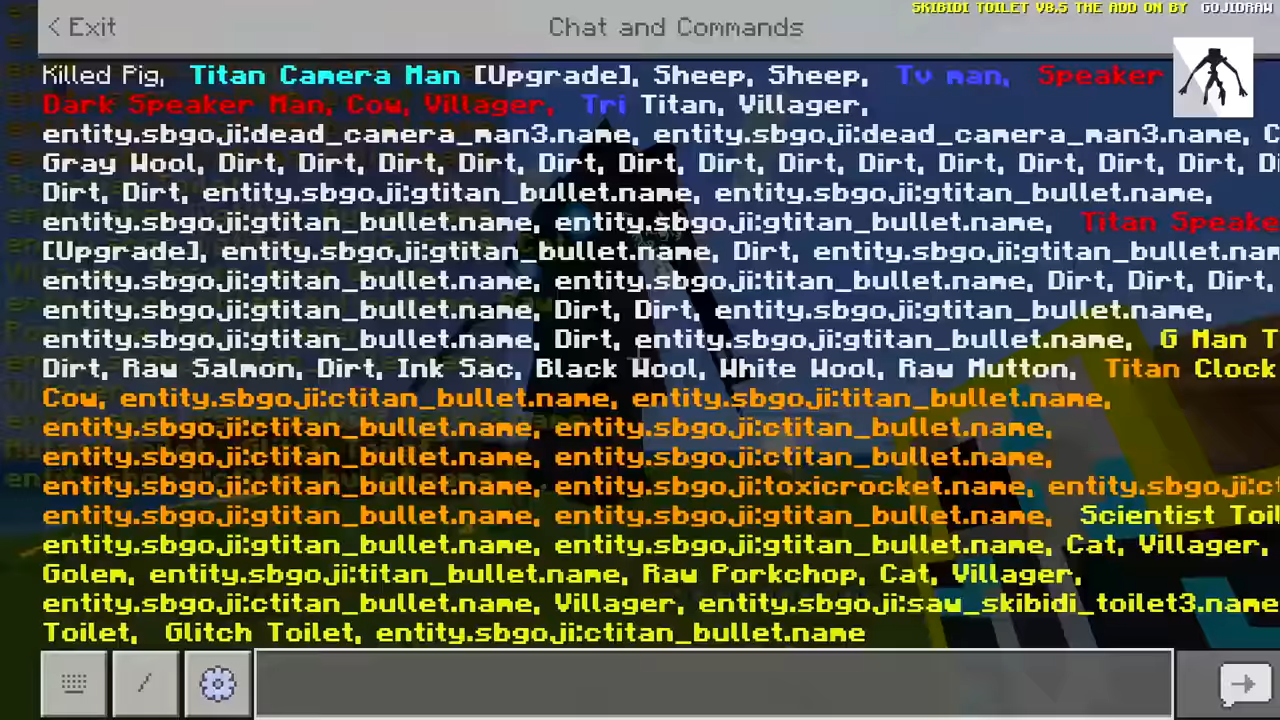 SKIBIDI TOILET V8.5 THE ADD ON BY GOJIDRAW
< Exit
Chat and Commands
Killed Pig, Titan Camera Man [Upgrade], Sheep, Sheep, Tv man, Speaker
Dark Speaker Man, Cow, Villager, Tri Titan, Villager,
entity.sbgoji:dead_camera_man3.name, entity.sbgoji:dead_camera_man3.name, C
Gray Wool, Dirt, Dirt, Dirt, Dirt, Dirt, Dirt, Dirt, Dirt, Dirt, Dirt, Dirt, Dirt, Di
Dirt, Dirt, entity.sbgoji:gtitan_bullet.name, entity.sbgoji:gtitan_bullet.name,
entity.sbgoji:gtitan_bullet.name, entity.sbgoji:gtitan_bullet.name, Titan Speake
[Upgrade], entity.sbgoji:gtitan_bullet.name, Dirt, entity.sbgoji:gtitan_bullet.nam
entity.sbgoji:gtitan_bullet.name, entity.sbgoji:titan_bullet.name, Dirt, Dirt, Dirt,
entity.sbgoji:gtitan_bullet.name, Dirt, Dirt, entity.sbgoji:gtitan_bullet.name,
entity.sbgoji:gtitan_bullet.name, Dirt, entity.sbgoji:gtitan_bullet.name, G Man T
Dirt, Raw Salmon, Dirt, Ink Sac, Black Wool, White Wool, Raw Mutton, Titan Clock
Cow, entity.sbgoji:ctitan_bullet.name, entity.sbgoji:titan_bullet.name,
entity.sbgoji:ctitan_bullet.name, entity.sbgoji:ctitan_bullet.name,
entity.sbgoji:ctitan_bullet.name, entity.sbgoji:ctitan_bullet.name,
entity.sbgoji:ctitan_bullet.name, entity.sbgoji:toxicrocket.name, entity.sbgoji:ct
entity.sbgoji:gtitan_bullet.name, entity.sbgoji:gtitan_bullet.name, Scientist Toil
entity.sbgoji:gtitan_bullet.name, entity.sbgoji:gtitan_bullet.name, Cat, Villager,
Golem, entity.sbgoji:titan_bullet.name, Raw Porkchop, Cat, Villager,
entity.sbgoji:ctitan_bullet.name, Villager, entity.sbgoji:saw_skibidi_toilet3.name
Toilet, Glitch Toilet, entity.sbgoji:ctitan_bullet.name